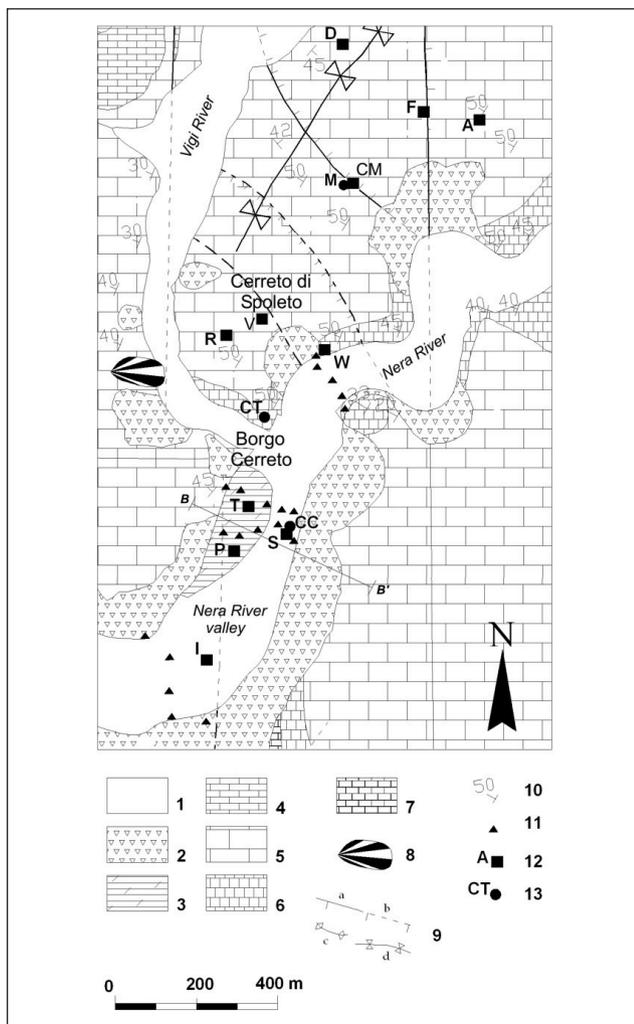 D
45
50
F
A
50
Vigi River
42
30
50
M CM
50
30
50 45
40
Cerreto di
Spoleto
V
40 40
45
R
50
W
40
Nera River
50
CT
Borgo
Cerreto
45
B
T
CC
S
P
B'
Nera River
valley
N
I
1 4 7 50 10
2 5 8 11
A 12
3 6 CT 13
a b
c d
9
0 200 400 m